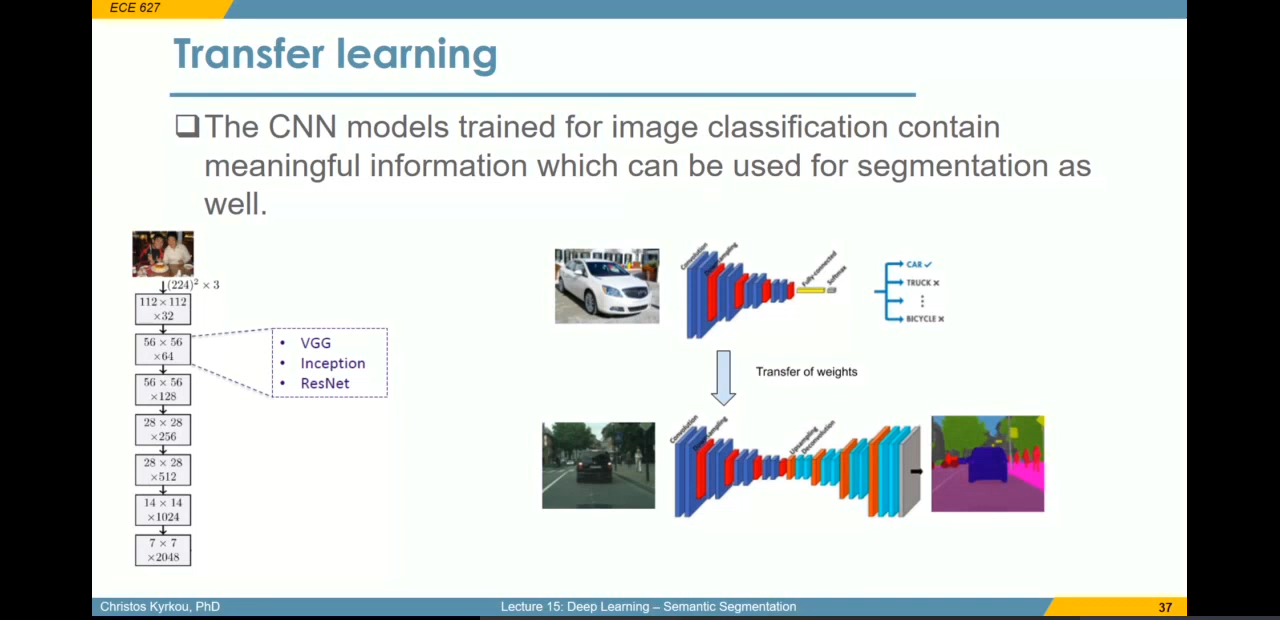 ECE 627
Transfer learning
The CNN models trained for image classification contain
meaningful information which can be used for segmentation as
well.
(224)² × 3
112×112
×32
56 × 56
×64
56 × 56
×128
28 × 28
×256
28 × 28
×512
14 × 14
×1024
7 × 7
×2048
• VGG
• Inception
• ResNet
Convolution
Fully-connected
Softmax
CAR ✓
TRUCK ×
⋮
BICYCLE ×
Transfer of weights
Convolution
Upsampling
Deconvolution
Christos Kyrkou, PhD
Lecture 15: Deep Learning – Semantic Segmentation
37